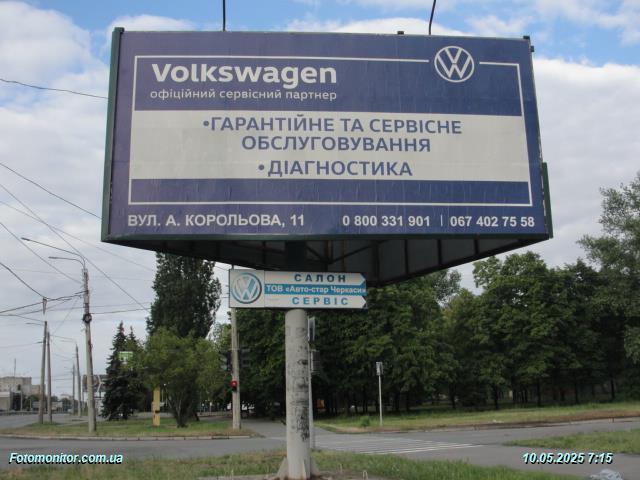 Volkswagen
офіційний сервісний партнер
•ГАРАНТІЙНЕ ТА СЕРВІСНЕ
ОБСЛУГОВУВАННЯ
•ДІАГНОСТИКА
ВУЛ. А. КОРОЛЬОВА, 11 0 800 331 901 | 067 402 75 58
САЛОН
ТОВ «Авто-стар Черкаси»
СЕРВІС
Fotomonitor.com.ua
10.05.2025 7:15